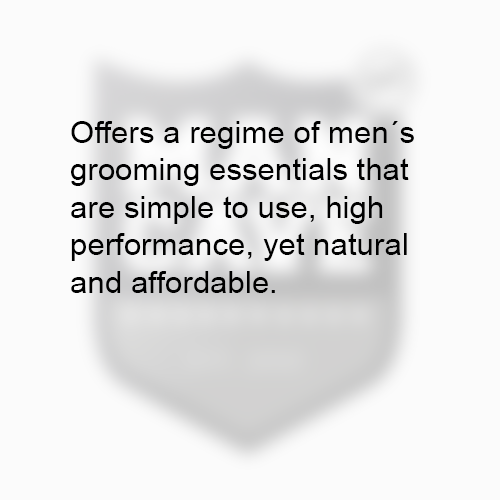 Offers a regime of men´s
grooming essentials that
are simple to use, high
performance, yet natural
and affordable.